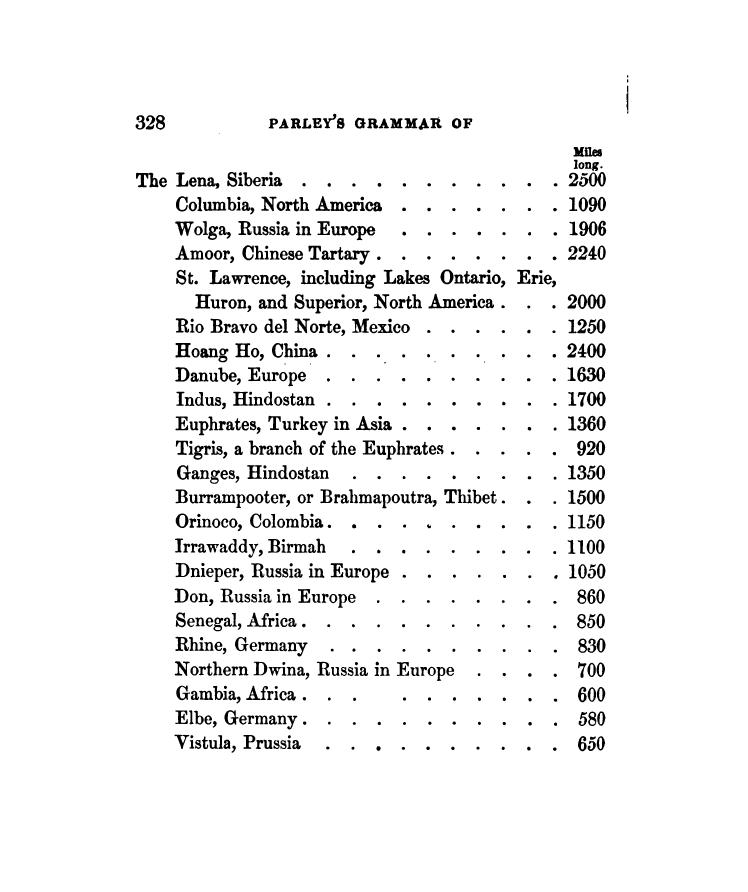 328 PARLEY'S GRAMMAR OF
Miles
long.
The Lena, Siberia . . . . . . . . . . . 2500
Columbia, North America . . . . . . . 1090
Wolga, Russia in Europe . . . . . . . 1906
Amoor, Chinese Tartary . . . . . . . . 2240
St. Lawrence, including Lakes Ontario, Erie,
Huron, and Superior, North America . . . 2000
Rio Bravo del Norte, Mexico . . . . . . 1250
Hoang Ho, China . . . . . . . . . . 2400
Danube, Europe . . . . . . . . . . 1630
Indus, Hindostan . . . . . . . . . . 1700
Euphrates, Turkey in Asia . . . . . . . 1360
Tigris, a branch of the Euphrates . . . . . 920
Ganges, Hindostan . . . . . . . . . 1350
Burrampooter, or Brahmapoutra, Thibet . . . 1500
Orinoco, Colombia . . . . . . . . . . 1150
Irrawaddy, Birmah . . . . . . . . . 1100
Dnieper, Russia in Europe . . . . . . . 1050
Don, Russia in Europe . . . . . . . . 860
Senegal, Africa . . . . . . . . . . . 850
Rhine, Germany . . . . . . . . . . 830
Northern Dwina, Russia in Europe . . . . 700
Gambia, Africa . . . . . . . . . . 600
Elbe, Germany . . . . . . . . . . . 580
Vistula, Prussia . . . . . . . . . . 650